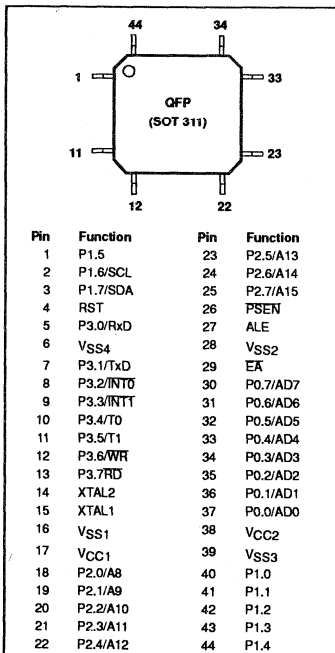 44 34
1 33
QFP
(SOT 311)
11 23
12 22
Pin Function Pin Function
1 P1.5 23 P2.5/A13
2 P1.6/SCL 24 P2.6/A14
3 P1.7/SDA 25 P2.7/A15
4 RST 26 PSEN
5 P3.0/RxD 27 ALE
6 VSS4 28 VSS2
7 P3.1/TxD 29 EA
8 P3.2/INT0 30 P0.7/AD7
9 P3.3/INT1 31 P0.6/AD6
10 P3.4/T0 32 P0.5/AD5
11 P3.5/T1 33 P0.4/AD4
12 P3.6/WR 34 P0.3/AD3
13 P3.7RD 35 P0.2/AD2
14 XTAL2 36 P0.1/AD1
15 XTAL1 37 P0.0/AD0
16 VSS1 38 VCC2
17 VCC1 39 VSS3
18 P2.0/A8 40 P1.0
19 P2.1/A9 41 P1.1
20 P2.2/A10 42 P1.2
21 P2.3/A11 43 P1.3
22 P2.4/A12 44 P1.4